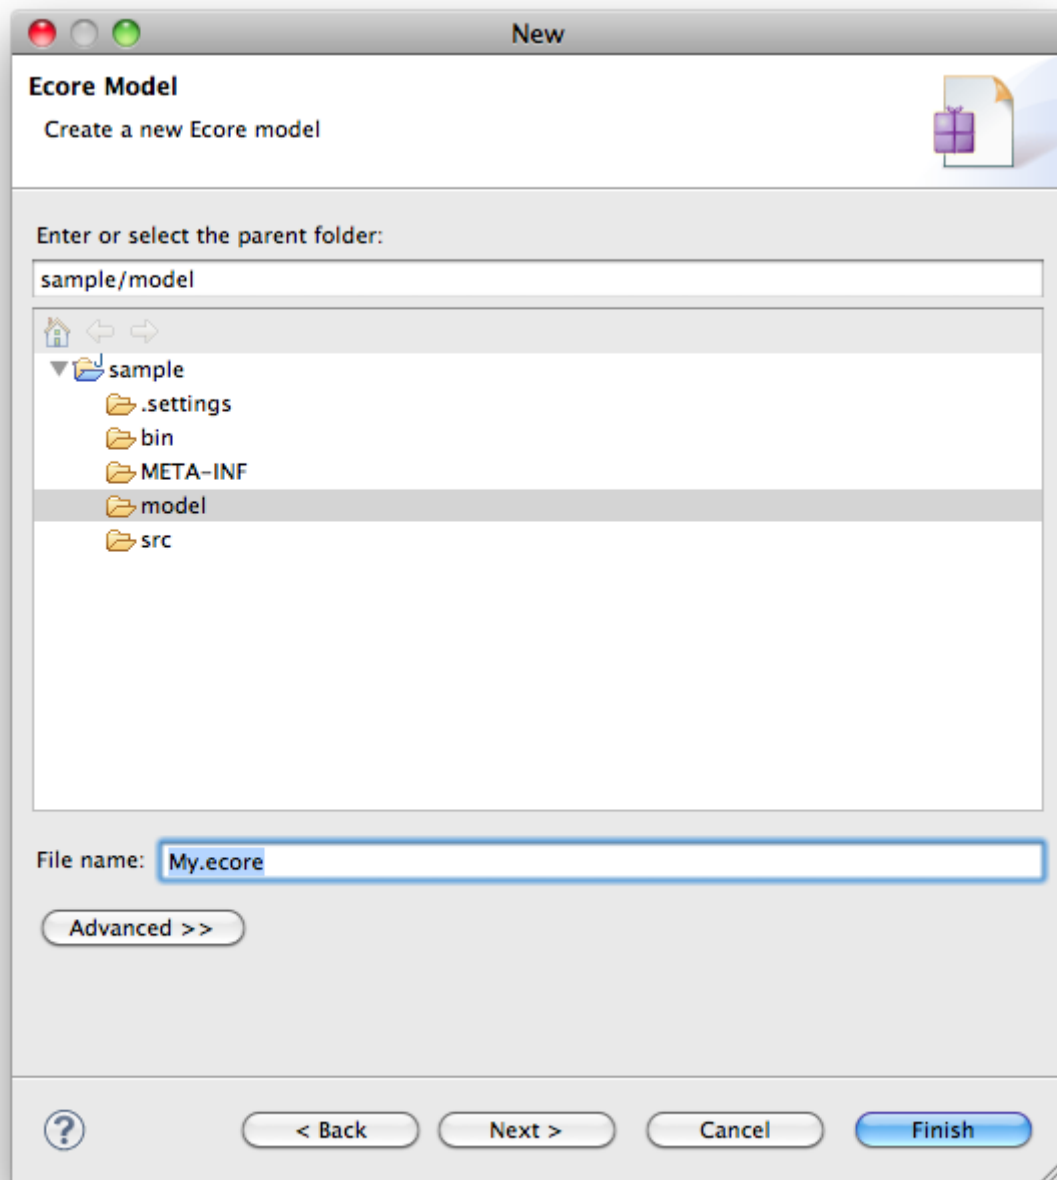 New
Ecore Model
Create a new Ecore model
Enter or select the parent folder:
sample/model
sample
.settings
bin
META-INF
model
src
File name: My.ecore
Advanced >>
? < Back Next > Cancel Finish